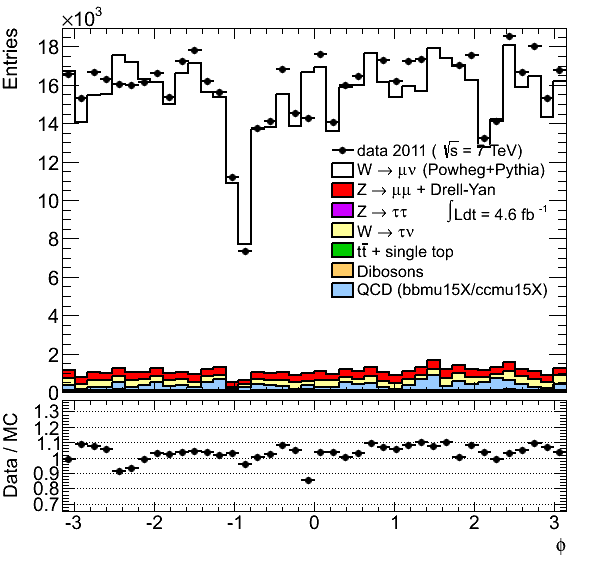 ×10³
Entries
18
16
14
12
10
8
6
4
2
0
data 2011 ( √s = 7 TeV)
W → μν (Powheg+Pythia)
Z → μμ + Drell-Yan
Z → ττ ∫Ldt = 4.6 fb⁻¹
W → τν
tt̅ + single top
Dibosons
QCD (bbmu15X/ccmu15X)
Data / MC
1.3
1.2
1.1
1
0.9
0.8
0.7
-3 -2 -1 0 1 2 3
ϕ